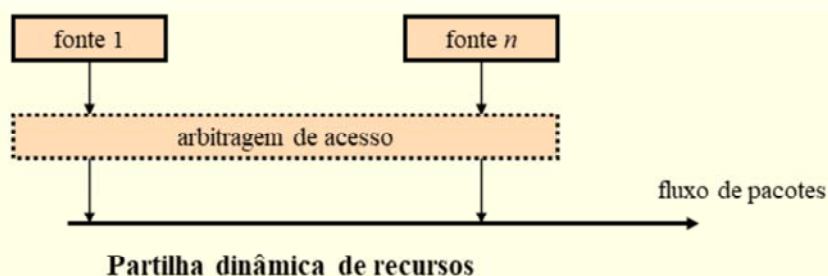 fonte 1
fonte n
arbitragem de acesso
fluxo de pacotes
Partilha dinâmica de recursos